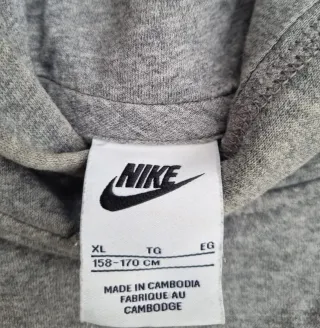 NIKE
XL TG EG
158-170 CM
MADE IN CAMBODIA
FABRIQUE AU
CAMBODGE